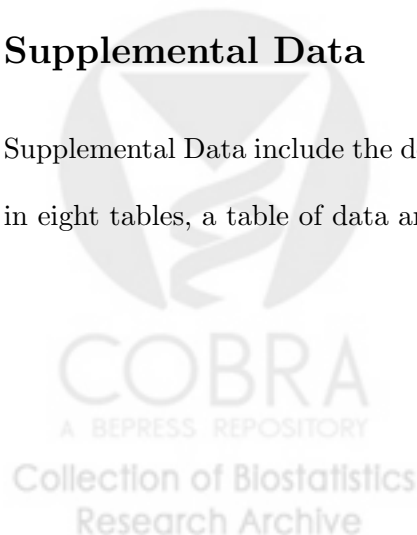 Supplemental Data
Supplemental Data include the d
in eight tables, a table of data
COBRA
A BEPRESS REPOSITORY
Collection of Biostatistics
Research Archive